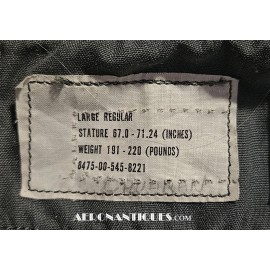 LARGE REGULAR
STATURE 67.0 - 71.24 (INCHES)
WEIGHT 191 - 220 (POUNDS)
8475-00-545-8221
AERONANTIQUES.COM